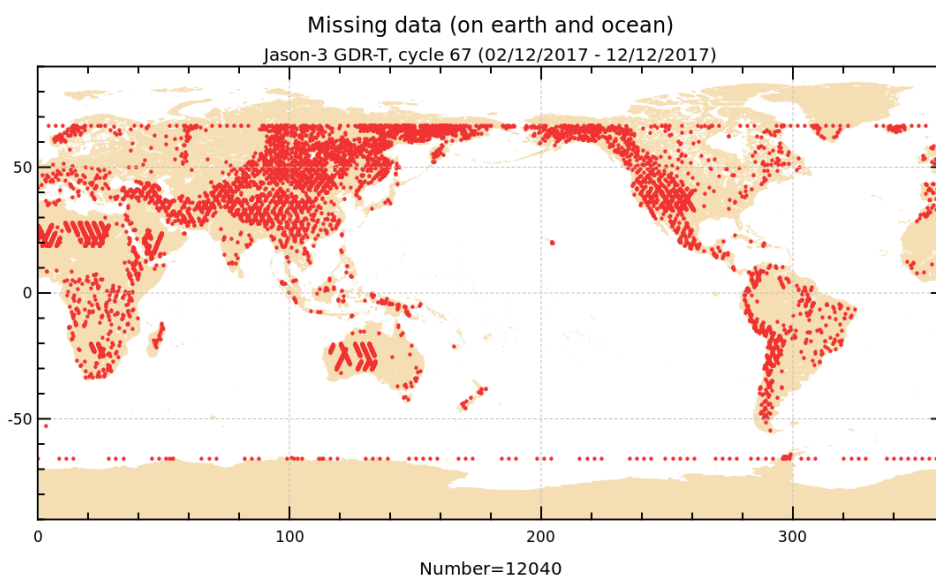 Missing data (on earth and ocean)
Jason-3 GDR-T, cycle 67 (02/12/2017 - 12/12/2017)
50
0
-50
0 100 200 300
Number=12040